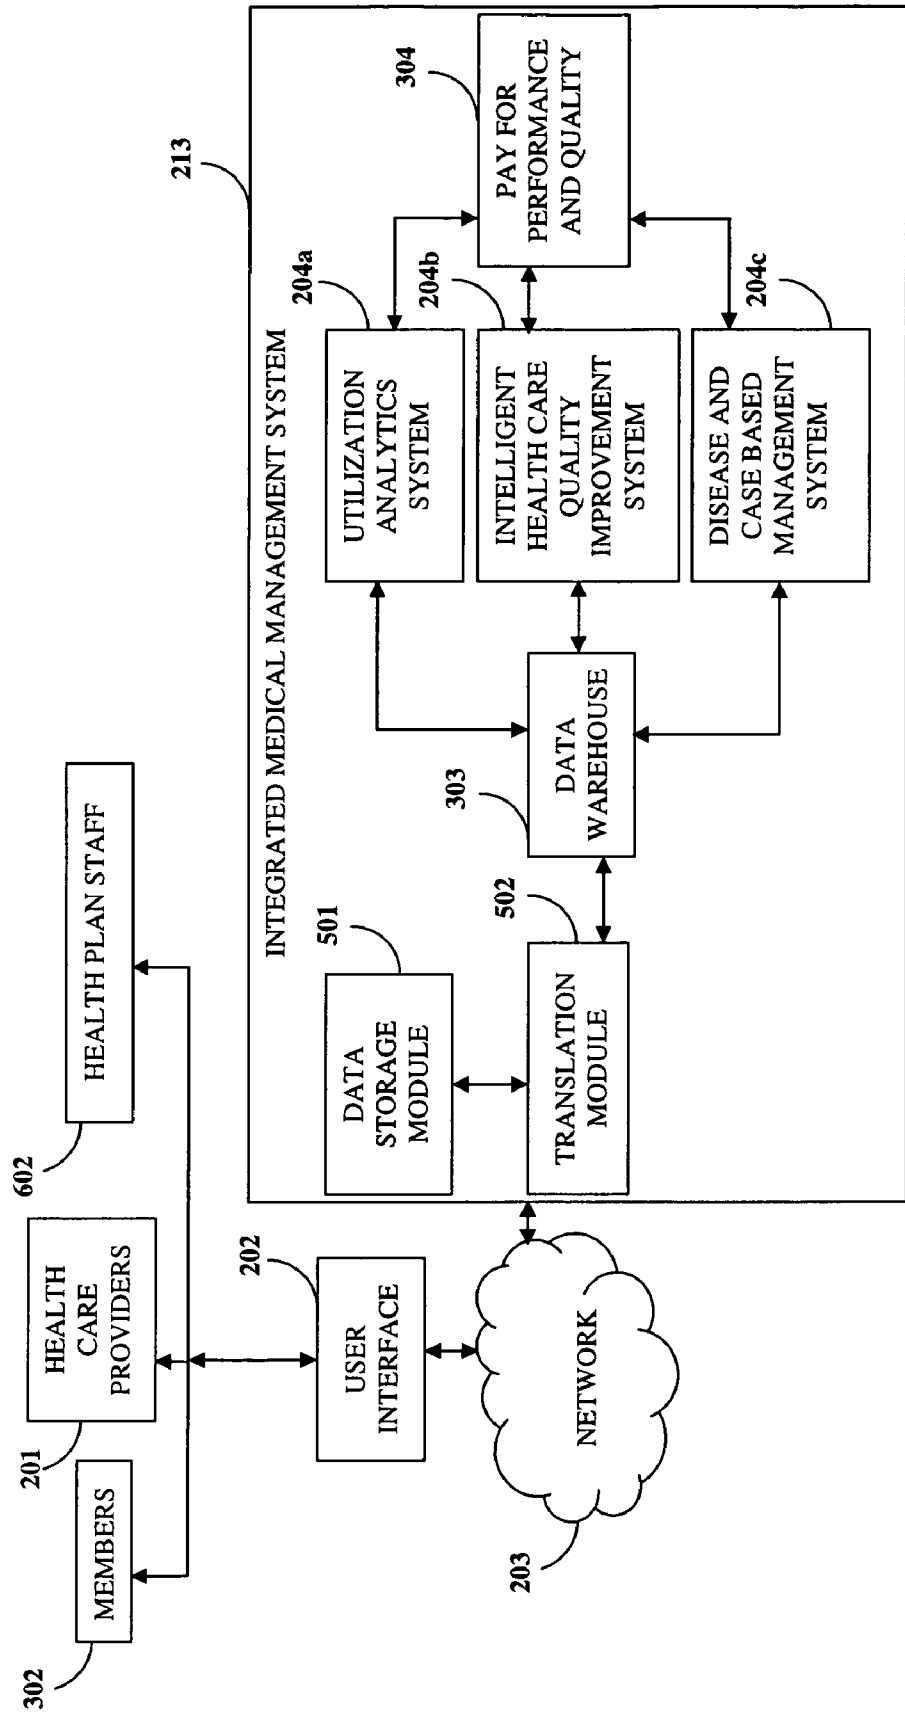 302
MEMBERS
201
HEALTH
CARE
PROVIDERS
602
HEALTH PLAN STAFF
202
USER
INTERFACE
203
NETWORK
213
INTEGRATED MEDICAL MANAGEMENT SYSTEM
501
DATA
STORAGE
MODULE
502
TRANSLATION
MODULE
303
DATA
WAREHOUSE
204a
UTILIZATION
ANALYTICS
SYSTEM
204b
INTELLIGENT
HEALTH CARE
QUALITY
IMPROVEMENT
SYSTEM
204c
DISEASE AND
CASE BASED
MANAGEMENT
SYSTEM
304
PAY FOR
PERFORMANCE
AND QUALITY